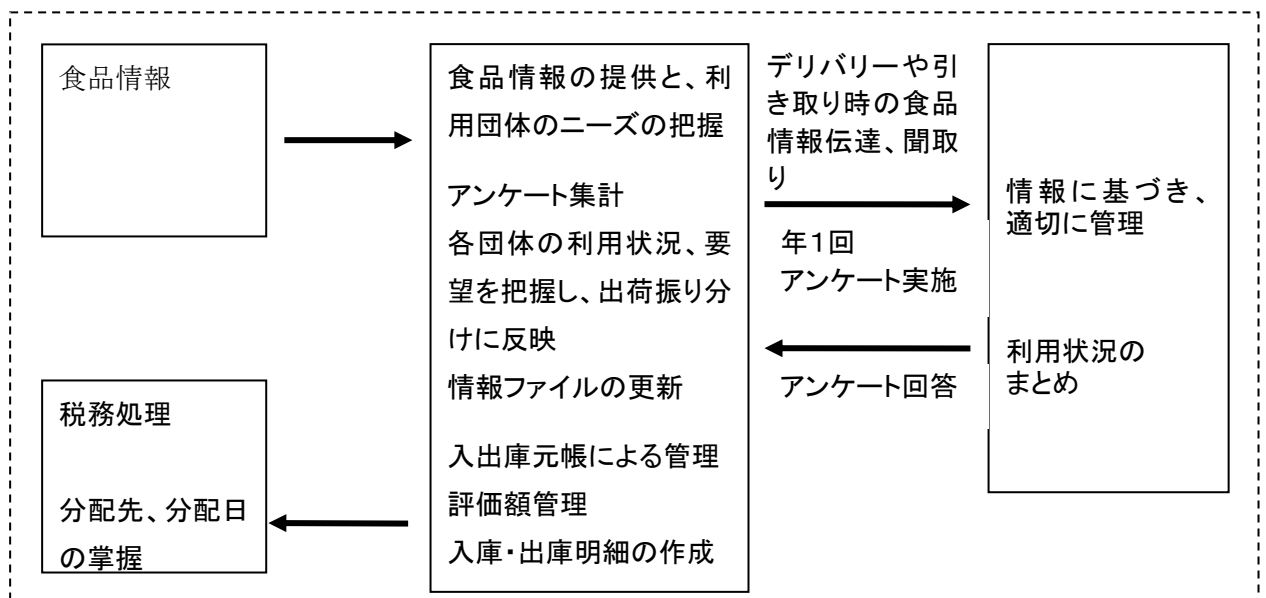 食品情報
食品情報の提供と、利
用団体のニーズの把握
アンケート集計
各団体の利用状況、要
望を把握し、出荷振り分
けに反映
情報ファイルの更新
入出庫元帳による管理
評価額管理
入庫・出庫明細の作成
デリバリーや引
き取り時の食品
情報伝達、聞取
り
年1回
アンケート実施
アンケート回答
情報に基づき、
適切に管理
利用状況の
まとめ
税務処理
分配先、分配日
の掌握